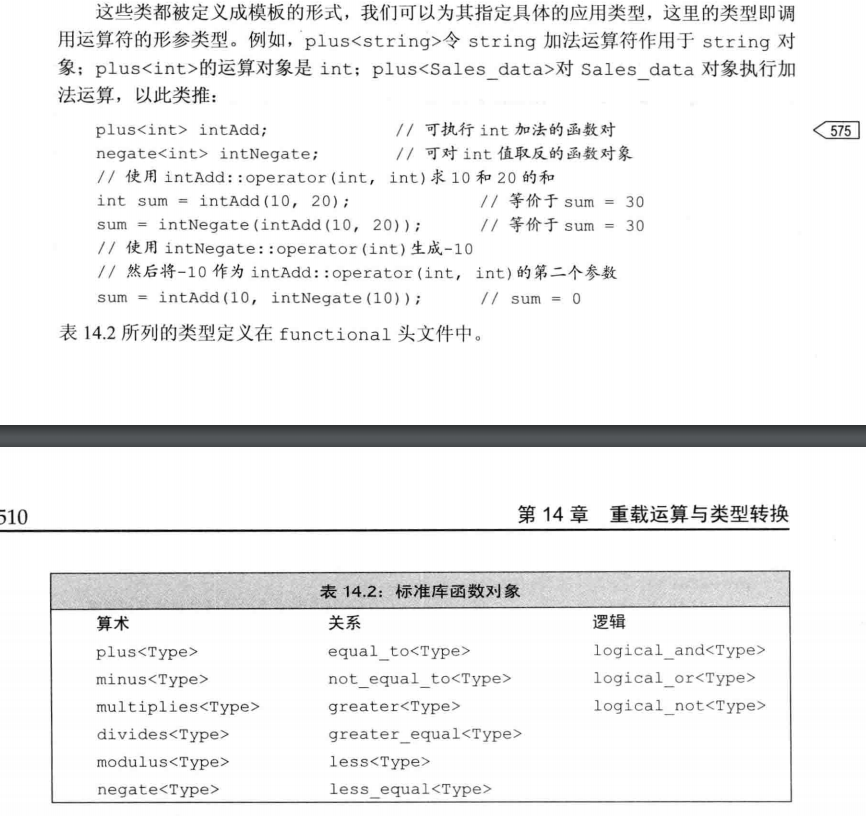 这些类都被定义成模板的形式，我们可以为其指定具体的应用类型，这里的类型即调
用运算符的形参类型。例如，plus<string>令 string 加法运算符作用于 string 对
象；plus<int>的运算对象是 int；plus<Sales_data>对 Sales_data 对象执行加
法运算，以此类推：
plus<int> intAdd; // 可执行 int 加法的函数对
575
negate<int> intNegate; // 可对 int 值取反的函数对象
// 使用 intAdd::operator(int, int)求 10 和 20 的和
int sum = intAdd(10, 20); // 等价于 sum = 30
sum = intNegate(intAdd(10, 20)); // 等价于 sum = 30
// 使用 intNegate::operator(int)生成-10
// 然后将-10 作为 intAdd::operator(int, int)的第二个参数
sum = intAdd(10, intNegate(10)); // sum = 0
表 14.2 所列的类型定义在 functional 头文件中。
510 第 14 章 重载运算与类型转换
表 14.2：标准库函数对象
算术 关系 逻辑
plus<Type> equal_to<Type> logical_and<Type>
minus<Type> not_equal_to<Type> logical_or<Type>
multiplies<Type> greater<Type> logical_not<Type>
divides<Type> greater_equal<Type>
modulus<Type> less<Type>
negate<Type> less_equal<Type>